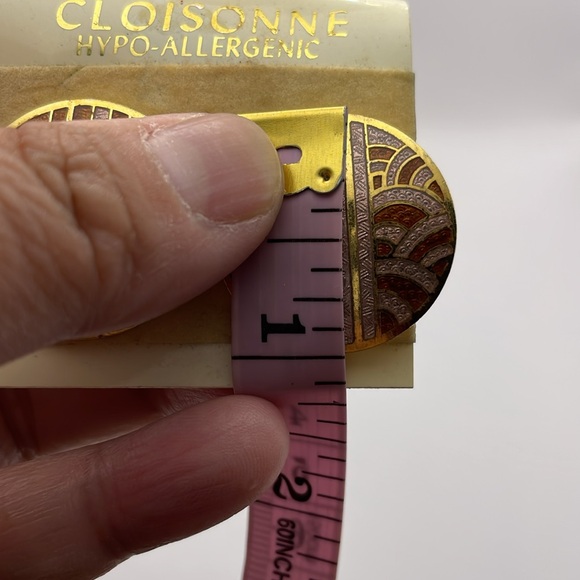 CLOISONNE
HYPO-ALLERGENIC
1
2
60INCH